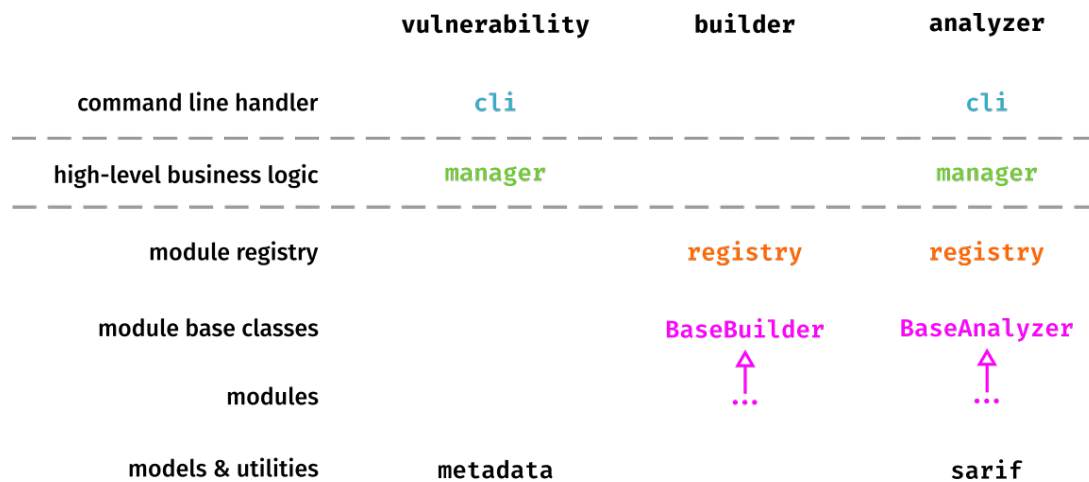 vulnerability builder analyzer
command line handler cli cli
high-level business logic manager manager
module registry registry registry
module base classes BaseBuilder BaseAnalyzer
modules ... ...
models & utilities metadata sarif